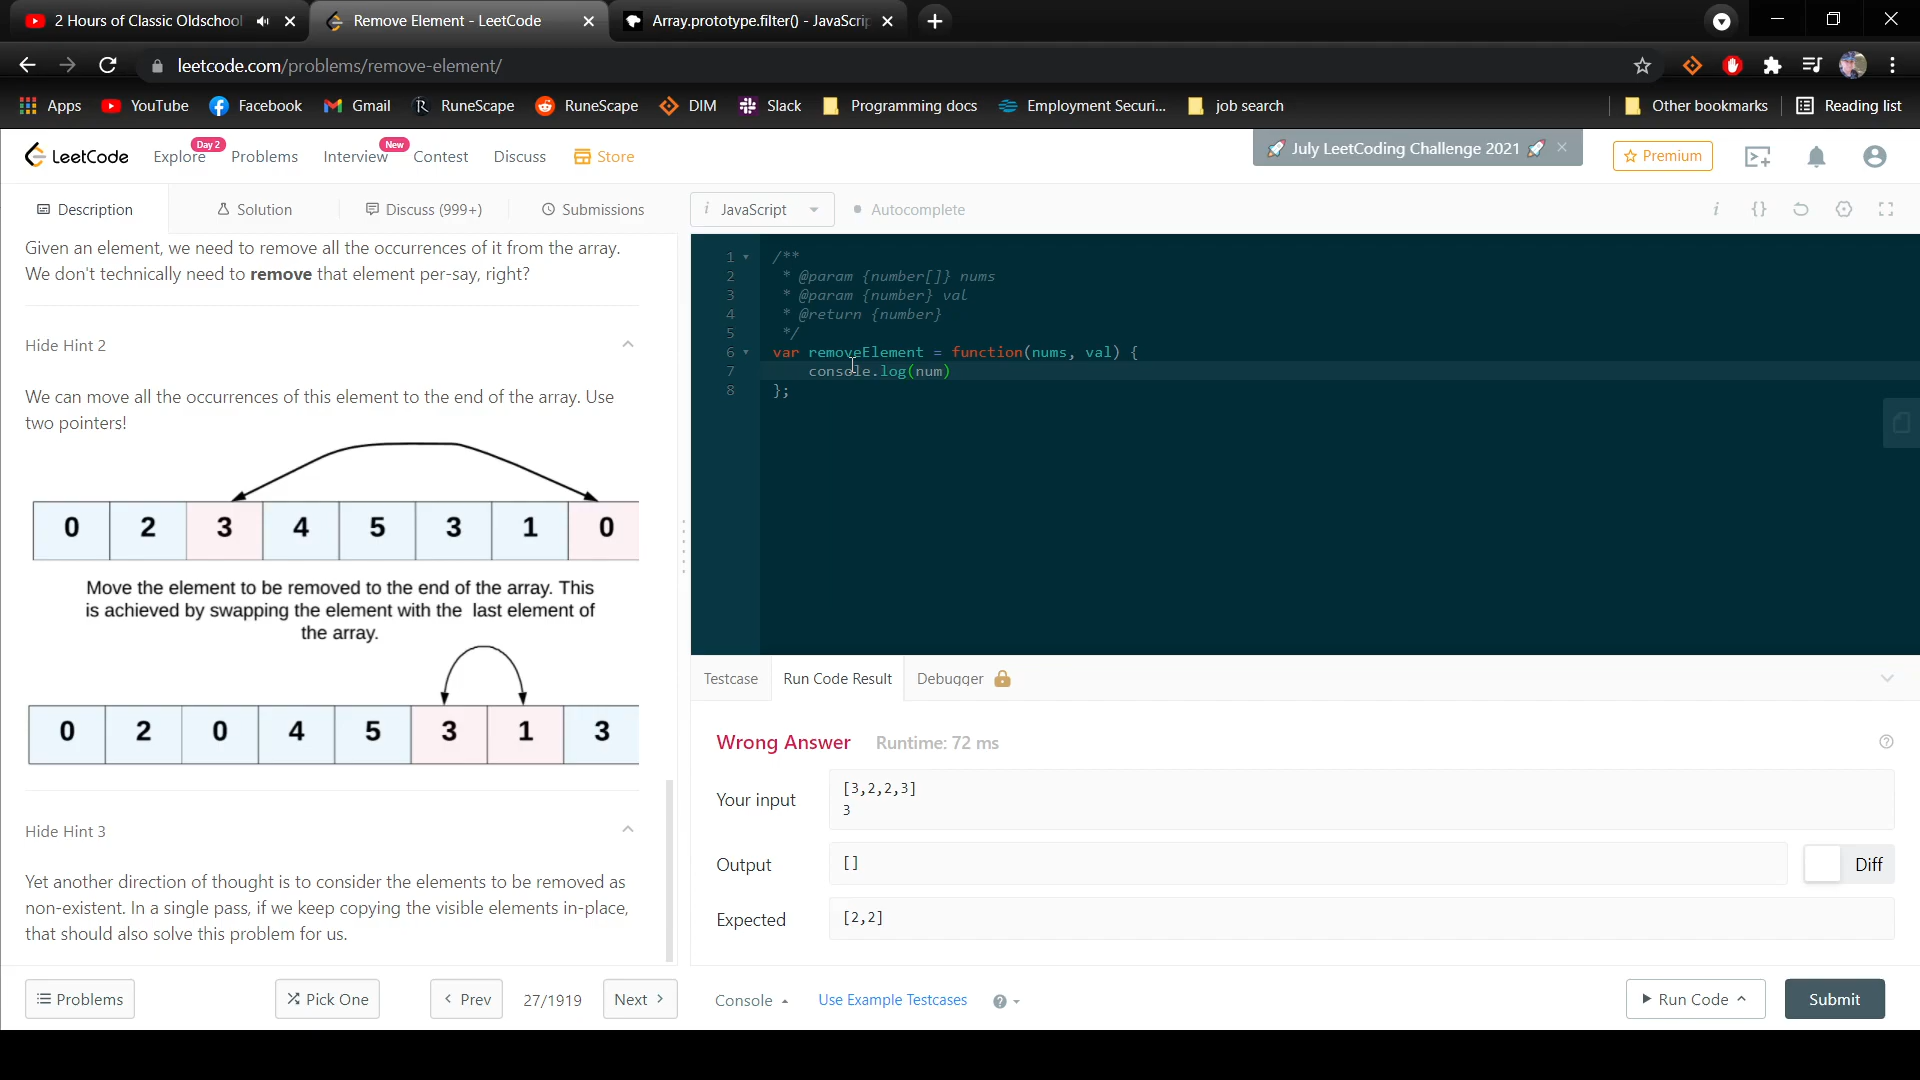 2 Hours of Classic Oldschool
Remove Element - LeetCode
Array.prototype.filter() - JavaScrip
leetcode.com/problems/remove-element/
Apps YouTube Facebook Gmail RuneScape RuneScape DIM Slack Programming docs Employment Securi... job search Other bookmarks Reading list
LeetCode Explore Day 2 Problems Interview New Contest Discuss Store
July LeetCoding Challenge 2021
Premium
Description Solution Discuss (999+) Submissions
i JavaScript Autocomplete
i {}
Given an element, we need to remove all the occurrences of it from the array.
We don't technically need to remove that element per-say, right?
Hide Hint 2
We can move all the occurrences of this element to the end of the array. Use
two pointers!
0 2 3 4 5 3 1 0
Move the element to be removed to the end of the array. This
is achieved by swapping the element with the last element of
the array.
0 2 0 4 5 3 1 3
Hide Hint 3
Yet another direction of thought is to consider the elements to be removed as
non-existent. In a single pass, if we keep copying the visible elements in-place,
that should also solve this problem for us.
1 /**
2 * @param {number[]} nums
3 * @param {number} val
4 * @return {number}
5 */
6 var removeElement = function(nums, val) {
7 console.log(num)
8 };
Testcase Run Code Result Debugger
Wrong Answer Runtime: 72 ms
Your input [3,2,2,3]
3
Output []
Diff
Expected [2,2]
Problems Pick One Prev 27/1919 Next
Console Use Example Testcases
Run Code Submit